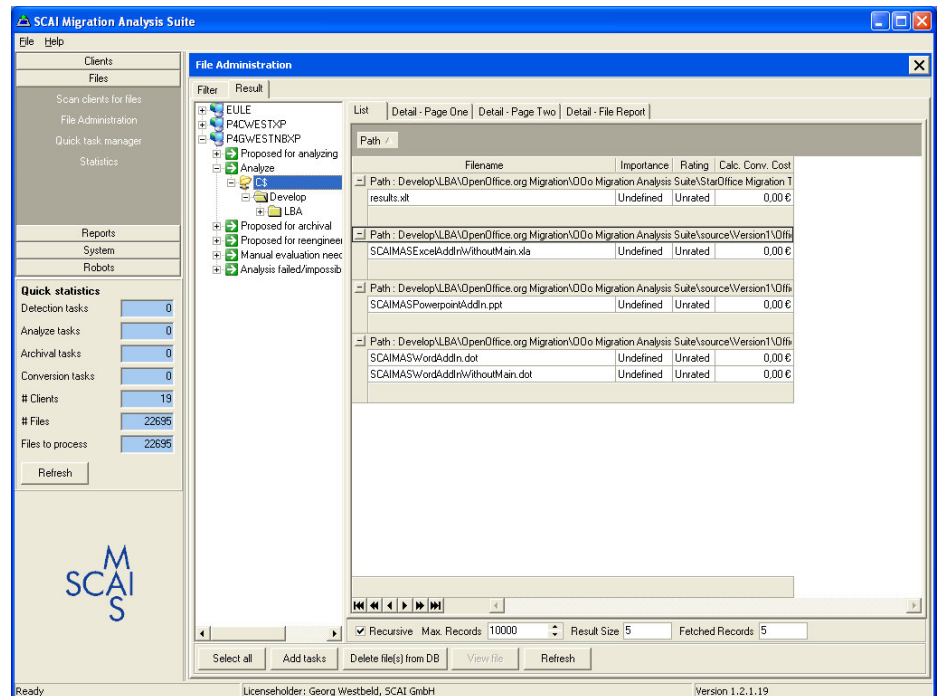 SCAI Migration Analysis Suite
File Help
Clients
Files
Scan clients for files
File Administration
Quick task manager
Statistics
Reports
System
Robots
Quick statistics
Detection tasks 0
Analyze tasks 0
Archival tasks 0
Conversion tasks 0
# Clients 19
# Files 22695
Files to process 22695
Refresh
SCAI
MAS
File Administration
Filter Result
EULE
P4CWESTXP
P4GWESTNBXP
Proposed for analyzing
Analyze
C$
Develop
LBA
Proposed for archival
Proposed for reengineer
Manual evaluation need
Analysis failed/impossib
List Detail - Page One Detail - Page Two Detail - File Report
Path
Filename Importance Rating Calc. Conv. Cost
Path : Develop\LBA\OpenOffice.org Migration\OOo Migration Analysis Suite\StarOffice Migration T
results.xlt Undefined Unrated 0,00 €
Path : Develop\LBA\OpenOffice.org Migration\OOo Migration Analysis Suite\source\Version1\Offi
SCAIMASExcelAddInWithoutMain.xla Undefined Unrated 0,00 €
Path : Develop\LBA\OpenOffice.org Migration\OOo Migration Analysis Suite\source\Version1\Offi
SCAIMASPowerpointAddIn.ppt Undefined Unrated 0,00 €
Path : Develop\LBA\OpenOffice.org Migration\OOo Migration Analysis Suite\source\Version1\Offi
SCAIMASWordAddIn.dot Undefined Unrated 0,00 €
SCAIMASWordAddInWithoutMain.dot Undefined Unrated 0,00 €
Recursive Max. Records 10000 Result Size 5 Fetched Records 5
Select all Add tasks Delete file(s) from DB View file Refresh
Ready Licenseholder: Georg Westbeld, SCAI GmbH Version 1.2.1.19